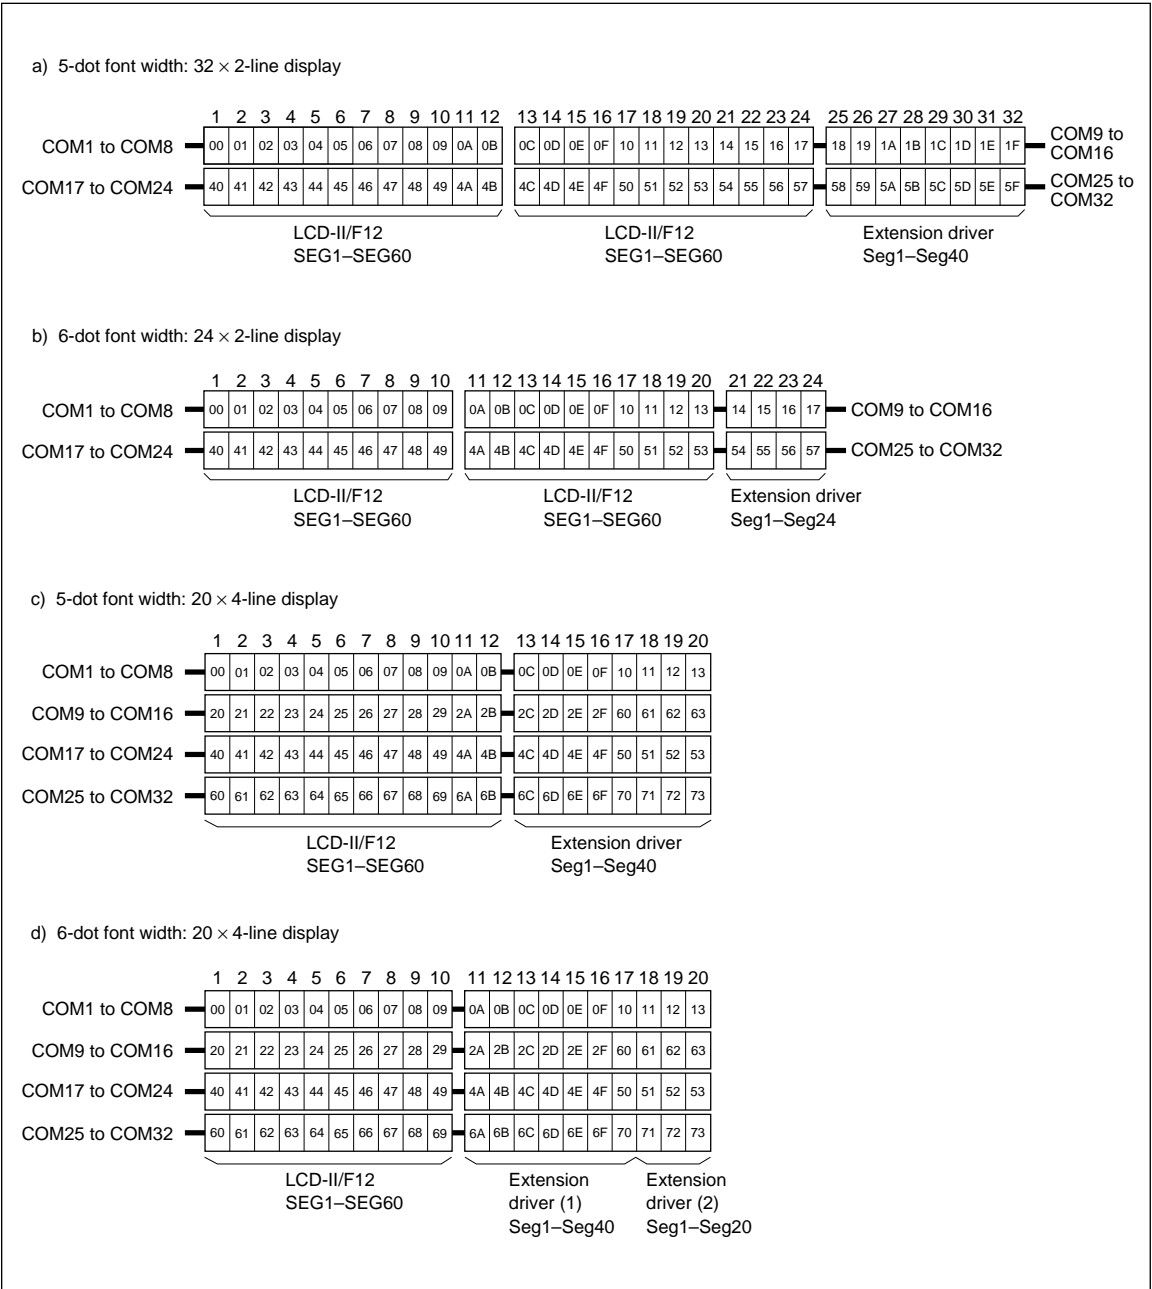 a) 5-dot font width: 32 × 2-line display
1 2 3 4 5 6 7 8 9 10 11 12 13 14 15 16 17 18 19 20 21 22 23 24 25 26 27 28 29 30 31 32
COM1 to COM8 00 01 02 03 04 05 06 07 08 09 0A 0B 0C 0D 0E 0F 10 11 12 13 14 15 16 17 18 19 1A 1B 1C 1D 1E 1F COM9 to COM16
COM17 to COM24 40 41 42 43 44 45 46 47 48 49 4A 4B 4C 4D 4E 4F 50 51 52 53 54 55 56 57 58 59 5A 5B 5C 5D 5E 5F COM25 to COM32
LCD-II/F12 LCD-II/F12 Extension driver
SEG1–SEG60 SEG1–SEG60 Seg1–Seg40
b) 6-dot font width: 24 × 2-line display
1 2 3 4 5 6 7 8 9 10 11 12 13 14 15 16 17 18 19 20 21 22 23 24
COM1 to COM8 00 01 02 03 04 05 06 07 08 09 0A 0B 0C 0D 0E 0F 10 11 12 13 14 15 16 17 COM9 to COM16
COM17 to COM24 40 41 42 43 44 45 46 47 48 49 4A 4B 4C 4D 4E 4F 50 51 52 53 54 55 56 57 COM25 to COM32
LCD-II/F12 LCD-II/F12 Extension driver
SEG1–SEG60 SEG1–SEG60 Seg1–Seg24
c) 5-dot font width: 20 × 4-line display
1 2 3 4 5 6 7 8 9 10 11 12 13 14 15 16 17 18 19 20
COM1 to COM8 00 01 02 03 04 05 06 07 08 09 0A 0B 0C 0D 0E 0F 10 11 12 13
COM9 to COM16 20 21 22 23 24 25 26 27 28 29 2A 2B 2C 2D 2E 2F 60 61 62 63
COM17 to COM24 40 41 42 43 44 45 46 47 48 49 4A 4B 4C 4D 4E 4F 50 51 52 53
COM25 to COM32 60 61 62 63 64 65 66 67 68 69 6A 6B 6C 6D 6E 6F 70 71 72 73
LCD-II/F12 Extension driver
SEG1–SEG60 Seg1–Seg40
d) 6-dot font width: 20 × 4-line display
1 2 3 4 5 6 7 8 9 10 11 12 13 14 15 16 17 18 19 20
COM1 to COM8 00 01 02 03 04 05 06 07 08 09 0A 0B 0C 0D 0E 0F 10 11 12 13
COM9 to COM16 20 21 22 23 24 25 26 27 28 29 2A 2B 2C 2D 2E 2F 60 61 62 63
COM17 to COM24 40 41 42 43 44 45 46 47 48 49 4A 4B 4C 4D 4E 4F 50 51 52 53
COM25 to COM32 60 61 62 63 64 65 66 67 68 69 6A 6B 6C 6D 6E 6F 70 71 72 73
LCD-II/F12 Extension Extension
SEG1–SEG60 driver (1) driver (2)
Seg1–Seg40 Seg1–Seg20